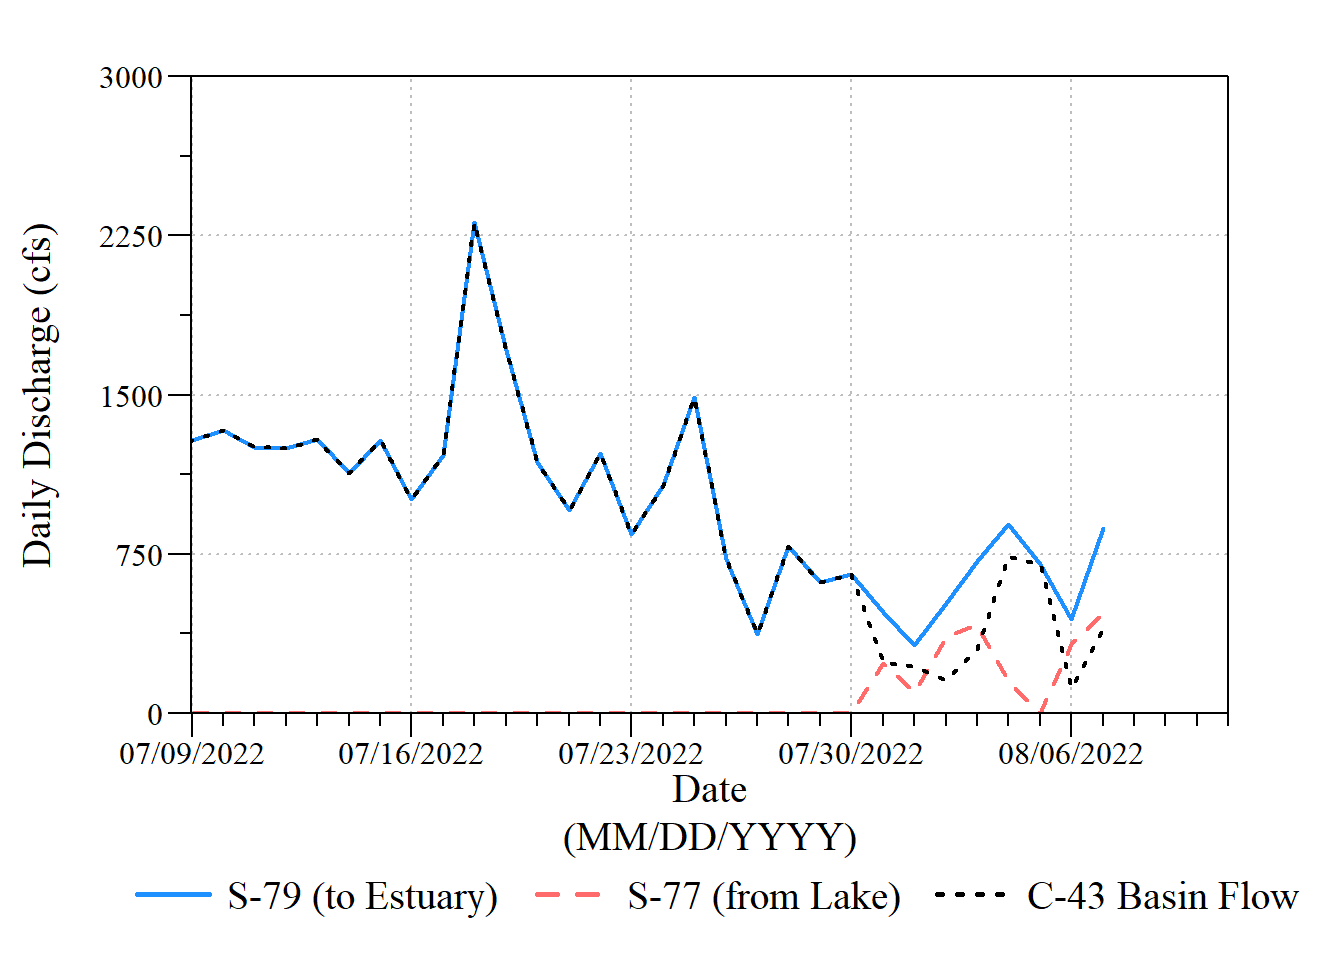 3000
2250
1500
750
0
Daily Discharge (cfs)
07/09/2022 07/16/2022 07/23/2022 07/30/2022 08/06/2022
Date
(MM/DD/YYYY)
S-79 (to Estuary) S-77 (from Lake) C-43 Basin Flow